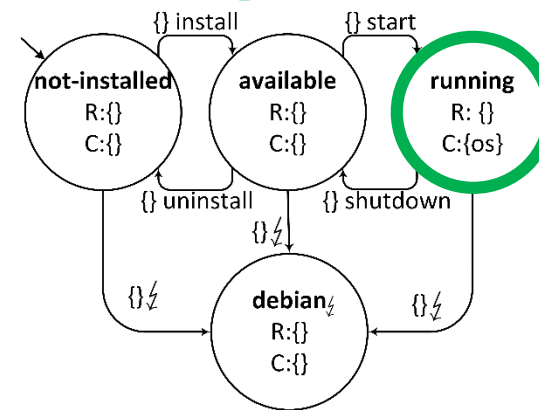 {} install
{} start
not-installed
R:{}
C:{}
available
R:{}
C:{}
running
R: {}
C:{os}
{} uninstall
{} shutdown
{}⚡
{}⚡
{}⚡
debian⚡
R:{}
C:{}